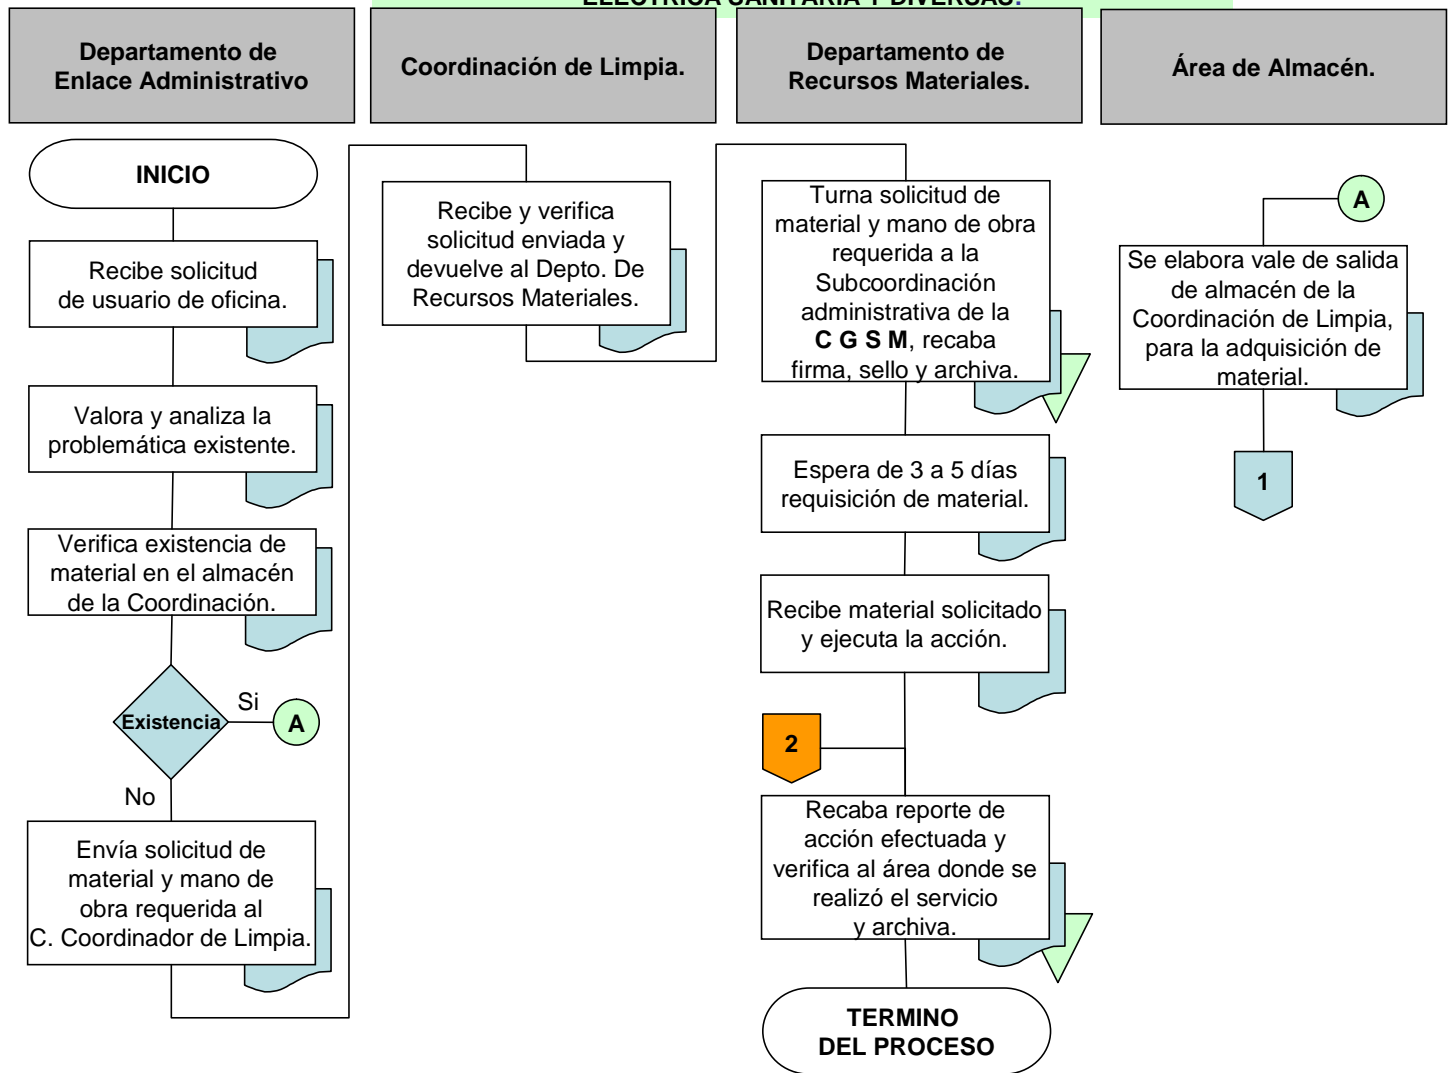 ELÉCTRICA SANITARIA Y DIVERSAS.
Departamento de
Enlace Administrativo
Coordinación de Limpia.
Departamento de
Recursos Materiales.
Área de Almacén.
INICIO
Recibe solicitud
de usuario de oficina.
Valora y analiza la
problemática existente.
Verifica existencia de
material en el almacén
de la Coordinación.
Existencia
Si
A
No
Envía solicitud de
material y mano de
obra requerida al
C. Coordinador de Limpia.
Recibe y verifica
solicitud enviada y
devuelve al Depto. De
Recursos Materiales.
Turna solicitud de
material y mano de obra
requerida a la
Subcoordinación
administrativa de la
C G S M, recaba
firma, sello y archiva.
Espera de 3 a 5 días
requisición de material.
Recibe material solicitado
y ejecuta la acción.
2
Recaba reporte de
acción efectuada y
verifica al área donde se
realizó el servicio
y archiva.
TERMINO
DEL PROCESO
A
Se elabora vale de salida
de almacén de la
Coordinación de Limpia,
para la adquisición de
material.
1